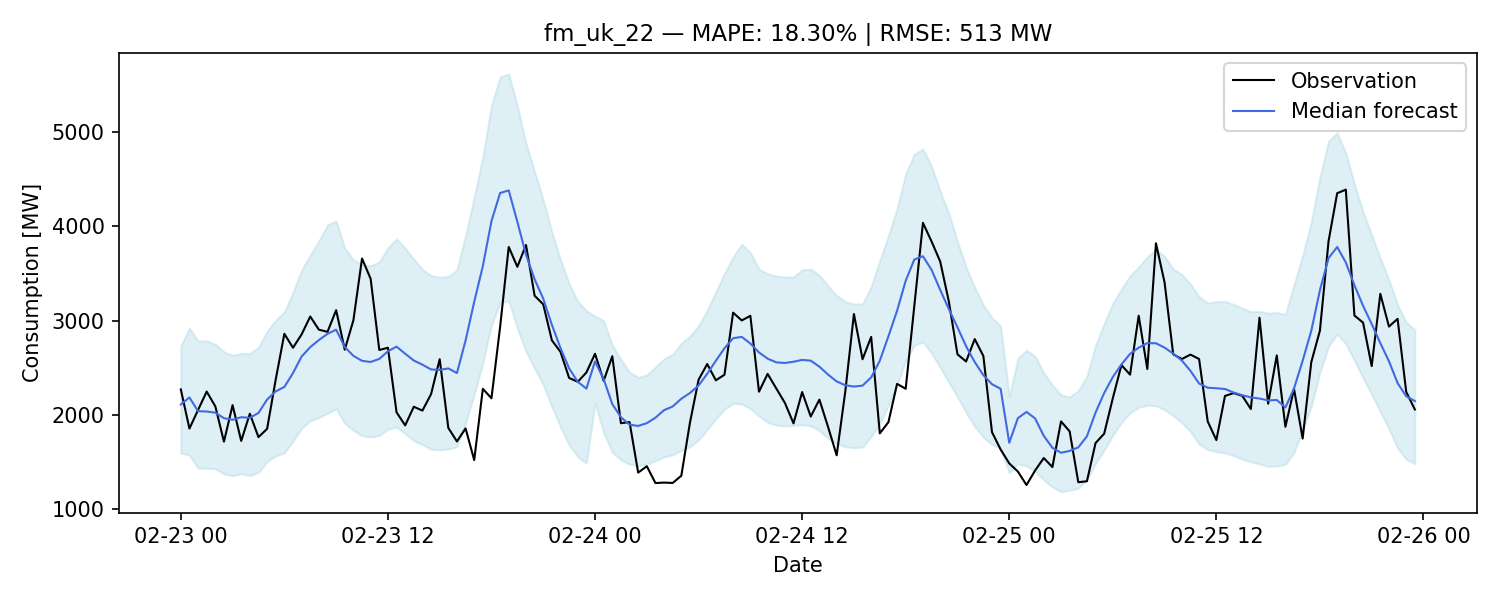 fm_uk_22 — MAPE: 18.30% | RMSE: 513 MW
Observation
Median forecast
Consumption [MW]
5000
4000
3000
2000
1000
02-23 00
02-23 12
02-24 00
02-24 12
02-25 00
02-25 12
02-26 00
Date